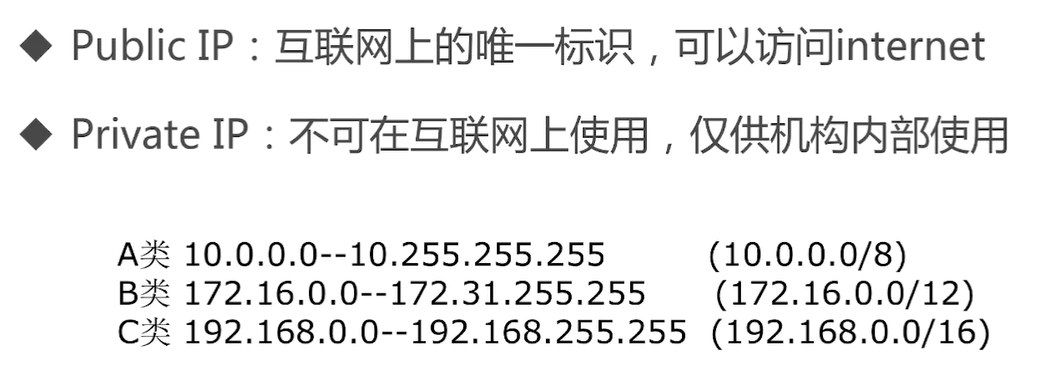 ◆ Public IP：互联网上的唯一标识，可以访问internet
◆ Private IP：不可在互联网上使用，仅供机构内部使用
A类 10.0.0.0--10.255.255.255 (10.0.0.0/8)
B类 172.16.0.0--172.31.255.255 (172.16.0.0/12)
C类 192.168.0.0--192.168.255.255 (192.168.0.0/16)